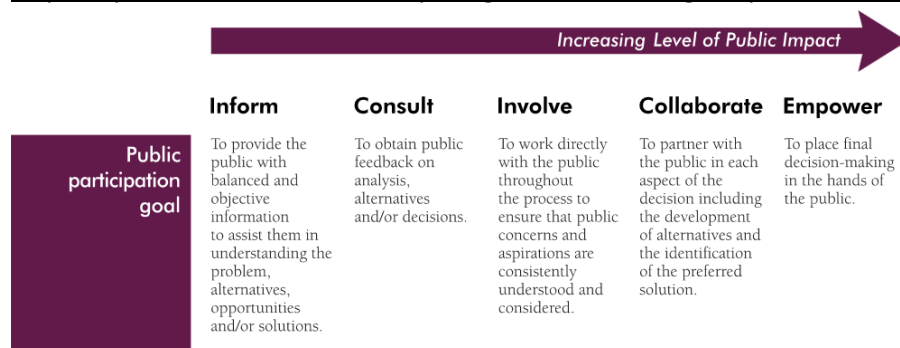 Increasing Level of Public Impact
Inform
To provide the
public with
balanced and
objective
information
to assist them in
understanding the
problem,
alternatives,
opportunities
and/or solutions.
Consult
To obtain public
feedback on
analysis,
alternatives
and/or decisions.
Involve
To work directly
with the public
throughout
the process to
ensure that public
concerns and
aspirations are
consistently
understood and
considered.
Collaborate
To partner with
the public in each
aspect of the
decision including
the development
of alternatives and
the identification
of the preferred
solution.
Empower
To place final
decision-making
in the hands of
the public.
Public
participation
goal